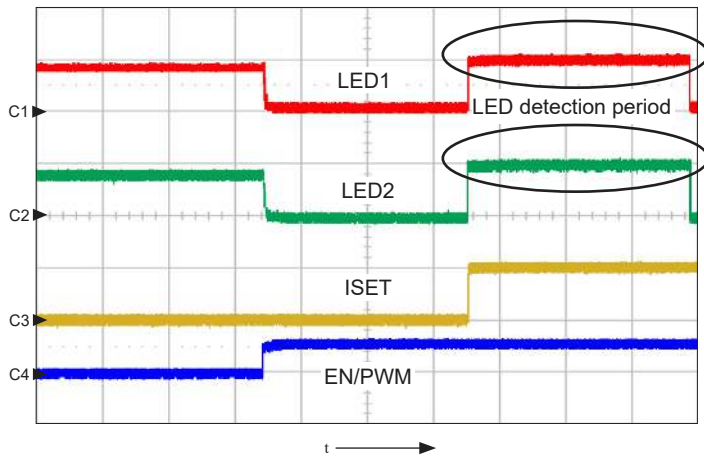 LED1
C1
LED detection period
LED2
C2
ISET
C3
C4
EN/PWM
t